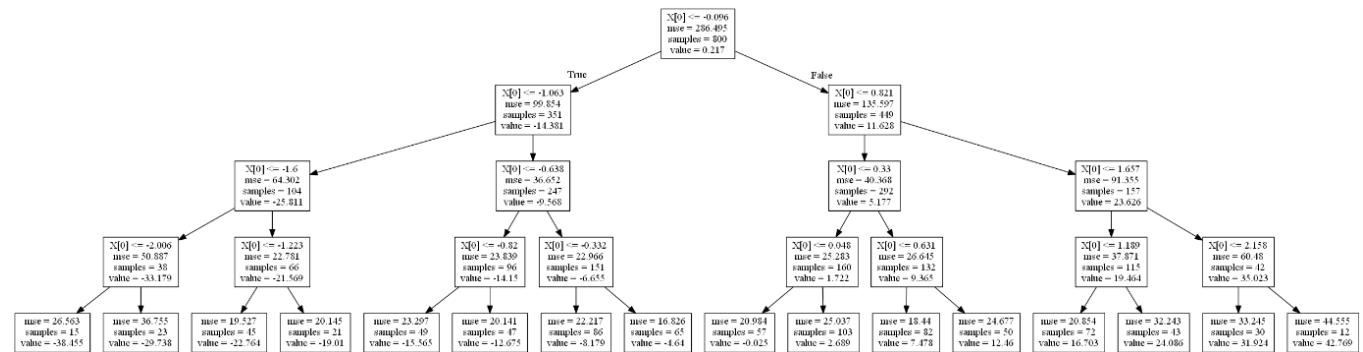 X[0] <= -0.096
mse = 286.495
samples = 800
value = 0.217
True
False
X[0] <= -1.063
mse = 99.854
samples = 351
value = -14.381
X[0] <= 0.821
mse = 135.597
samples = 449
value = 11.628
X[0] <= -1.6
mse = 64.302
samples = 104
value = -25.811
X[0] <= -0.638
mse = 36.652
samples = 247
value = -9.568
X[0] <= 0.33
mse = 40.368
samples = 292
value = 5.177
X[0] <= 1.657
mse = 91.355
samples = 157
value = 23.626
X[0] <= -2.006
mse = 50.887
samples = 38
value = -33.179
X[0] <= -1.223
mse = 22.781
samples = 66
value = -21.569
X[0] <= -0.82
mse = 23.839
samples = 96
value = -14.15
X[0] <= -0.332
mse = 22.966
samples = 151
value = -6.655
X[0] <= 0.048
mse = 25.283
samples = 160
value = 1.722
X[0] <= 0.631
mse = 26.645
samples = 132
value = 9.365
X[0] <= 1.189
mse = 37.871
samples = 115
value = 19.464
X[0] <= 2.158
mse = 60.48
samples = 42
value = 35.023
mse = 26.563
samples = 15
value = -38.455
mse = 36.755
samples = 23
value = -29.738
mse = 19.527
samples = 45
value = -22.764
mse = 20.145
samples = 21
value = -19.01
mse = 23.297
samples = 49
value = -15.565
mse = 20.141
samples = 47
value = -12.675
mse = 22.217
samples = 86
value = -8.179
mse = 16.826
samples = 65
value = -4.64
mse = 20.984
samples = 57
value = -0.025
mse = 25.037
samples = 103
value = 2.689
mse = 18.44
samples = 82
value = 7.478
mse = 24.677
samples = 50
value = 12.46
mse = 20.854
samples = 72
value = 16.703
mse = 32.243
samples = 43
value = 24.086
mse = 33.245
samples = 30
value = 31.924
mse = 44.555
samples = 12
value = 42.769